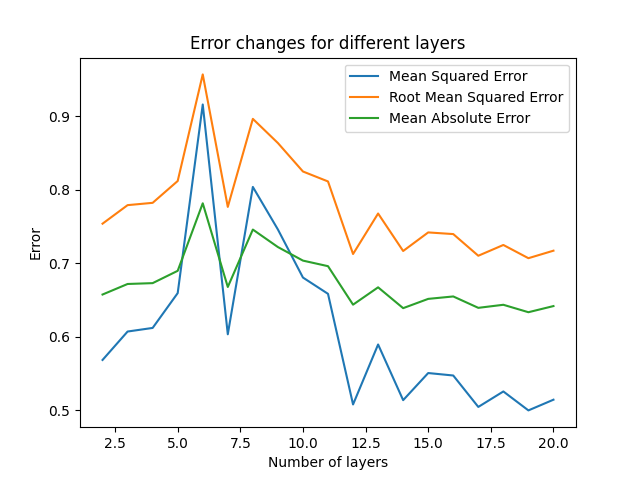 Error changes for different layers
Mean Squared Error
Root Mean Squared Error
Mean Absolute Error
0.9
0.8
0.7
0.6
0.5
Error
2.5 5.0 7.5 10.0 12.5 15.0 17.5 20.0
Number of layers